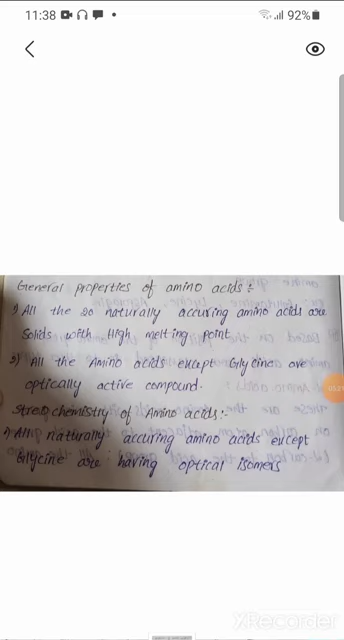 11:38
92%
General properties of amino acids :-
1) All the 20 naturally accuring amino acids are
Solids with High melting point.
2) All the Amino acids except Glycine are
optically active compound.
Streochemistry of Amino acids:-
1) All naturally accuring amino acids except
Glycine are having optical isomers
XRecorder